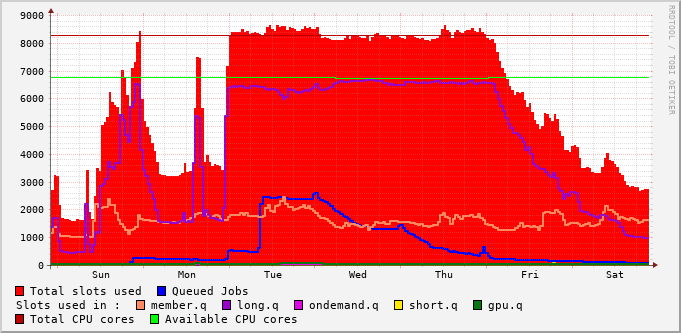 9000
8000
7000
6000
5000
4000
3000
2000
1000
0
Sun Mon Tue Wed Thu Fri Sat
RRDTOOL / TOBI OETIKER
Total slots used Queued Jobs
Slots used in : member.q long.q ondemand.q short.q gpu.q
Total CPU cores Available CPU cores